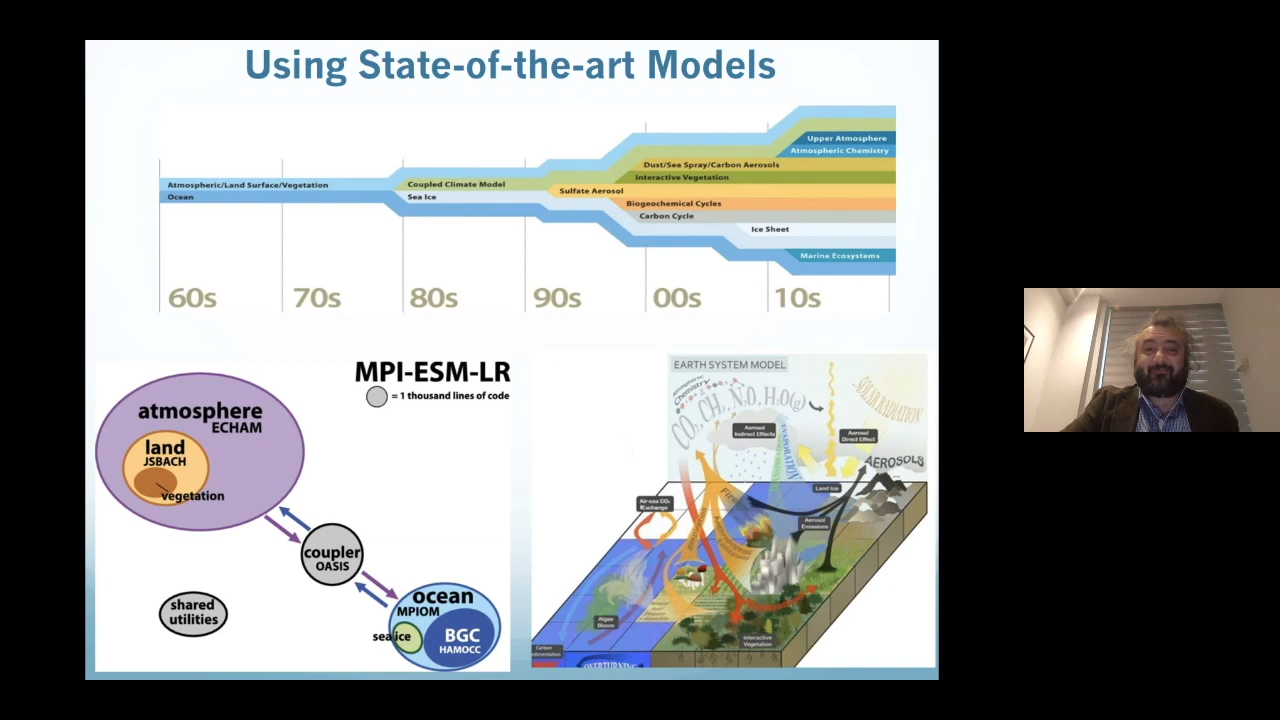 Using State-of-the-art Models
Upper Atmosphere
Atmospheric Chemistry
Dust/Sea Spray/Carbon Aerosols
Interactive Vegetation
Atmospheric/Land Surface/Vegetation
Coupled Climate Model
Sulfate Aerosol
Ocean
Sea Ice
Biogeochemical Cycles
Carbon Cycle
Ice Sheet
Marine Ecosystems
60s 70s 80s 90s 00s 10s
MPI-ESM-LR
= 1 thousand lines of code
atmosphere
ECHAM
land
JSBACH
vegetation
coupler
OASIS
shared
utilities
ocean
MPIOM
sea ice
BGC
HAMOCC
EARTH SYSTEM MODEL
Atmospheric
Chemistry
CO₂, CH₄, N₂O, H₂O(g)
SOLAR RADIATION
Aerosol
Indirect Effects
Aerosol
Direct Effect
EVAPORATION
AEROSOLS
Land Ice
Air-sea CO₂
Exchange
Aerosol
Emissions
Algae
Bloom
Interactive
Vegetation
Carbon
Sedimentation
OVERTURNING